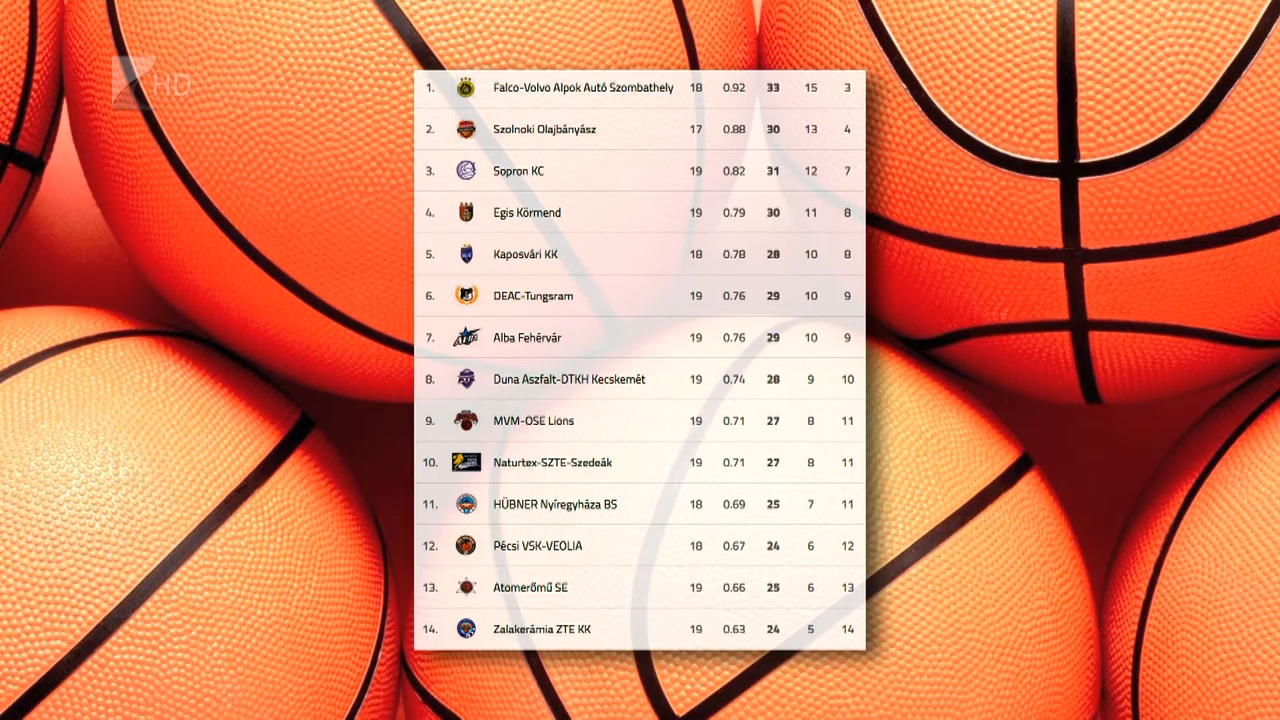 HD
1. Falco-Volvo Alpok Autó Szombathely 18 0.92 33 15 3
2. Szolnoki Olajbányász 17 0.88 30 13 4
3. Sopron KC 19 0.82 31 12 7
4. Egis Körmend 19 0.79 30 11 8
5. Kaposvári KK 18 0.78 28 10 8
6. DEAC-Tungsram 19 0.76 29 10 9
7. Alba Fehérvár 19 0.76 29 10 9
8. Duna Aszfalt-DTKH Kecskemét 19 0.74 28 9 10
9. MVM-OSE Lions 19 0.71 27 8 11
10. Naturtex-SZTE-Szedeák 19 0.71 27 8 11
11. HÜBNER Nyíregyháza BS 18 0.69 25 7 11
12. Pécsi VSK-VEOLIA 18 0.67 24 6 12
13. Atomerőmű SE 19 0.66 25 6 13
14. Zalakerámia ZTE KK 19 0.63 24 5 14